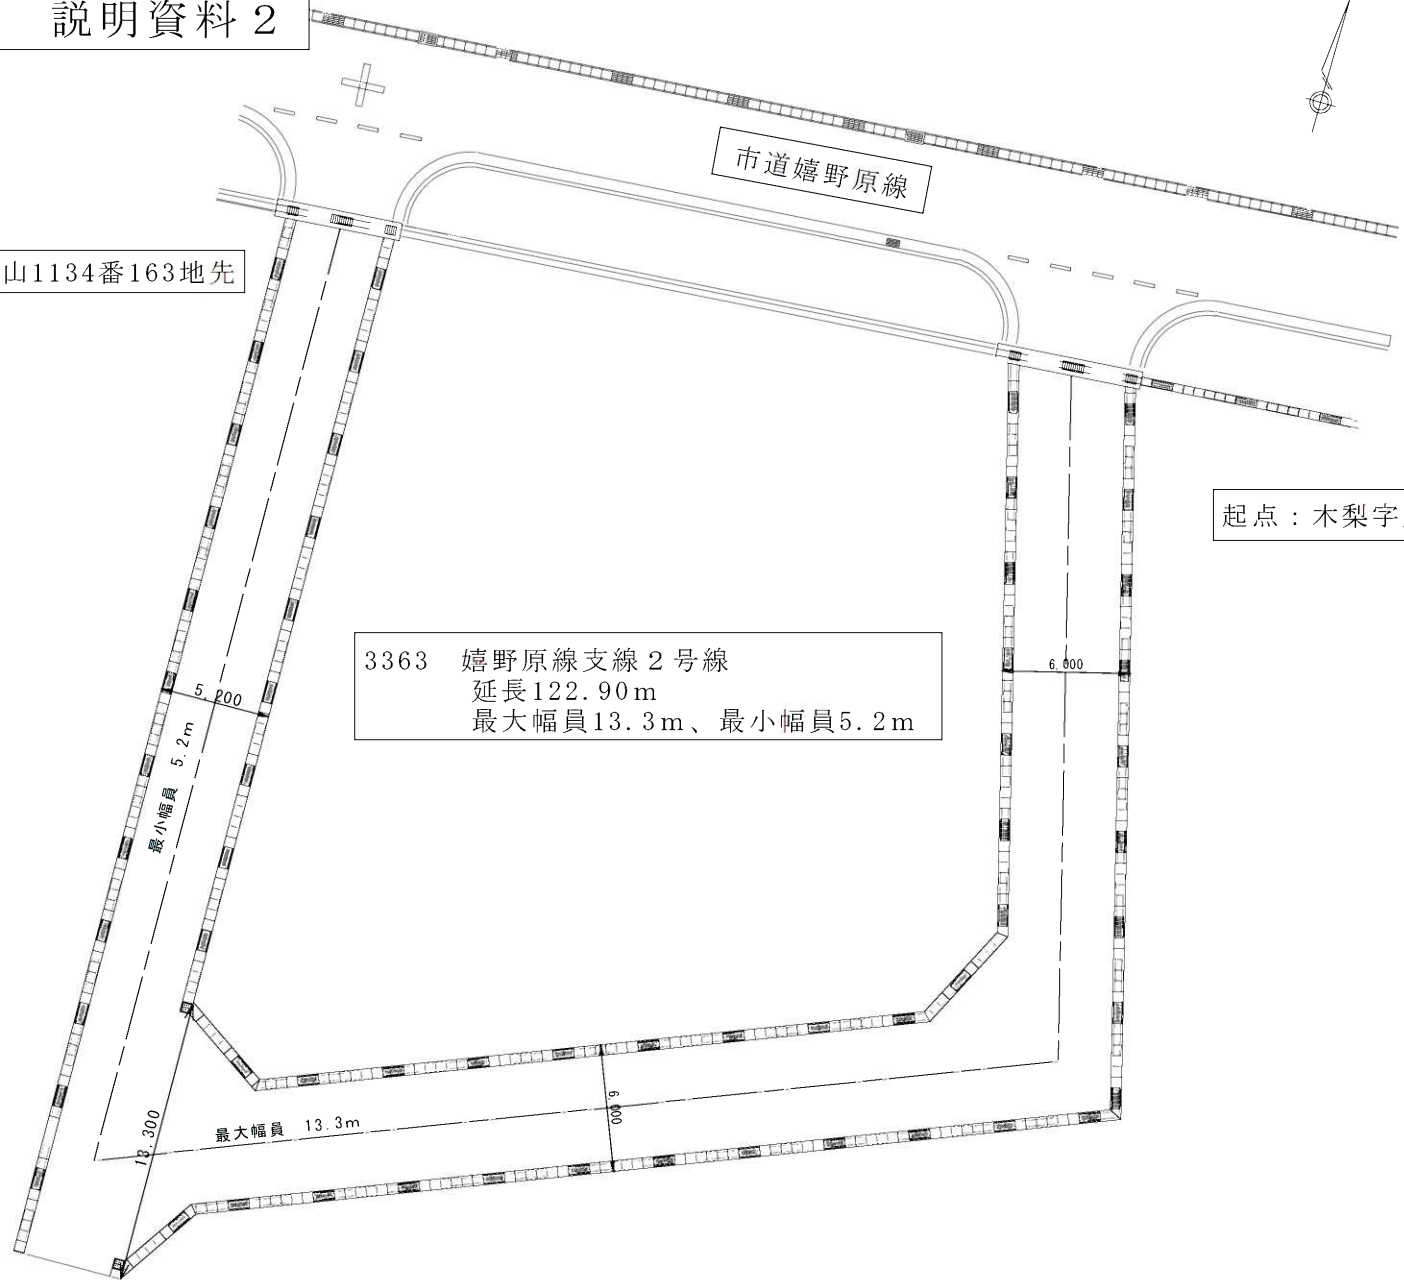 説明資料２
市道嬉野原線
山1134番163地先
起点：木梨字
3363　嬉野原線支線２号線
延長122.90m
最大幅員13.3m、最小幅員5.2m
5,200
最小幅員　5.2m
6,000
6,000
最大幅員　13.3m
13,300